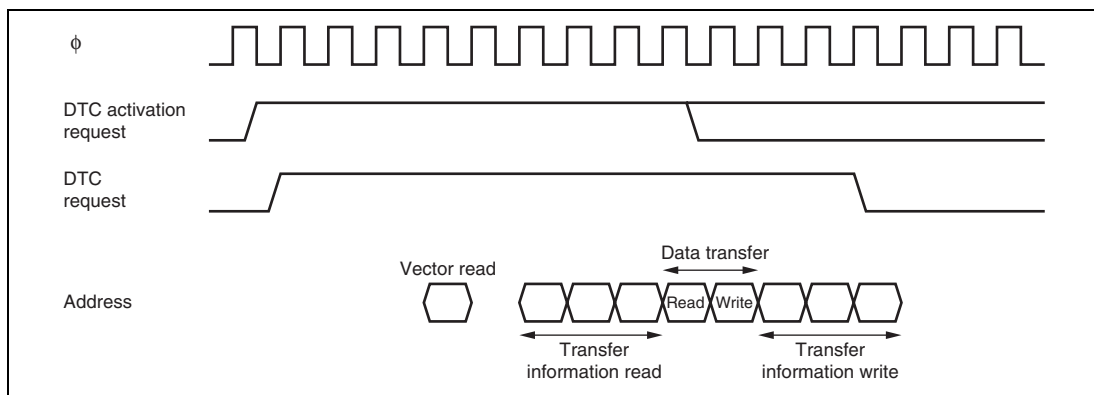 ϕ
DTC activation
request
DTC
request
Data transfer
Vector read
Address
Read
Write
Transfer
information read
Transfer
information write